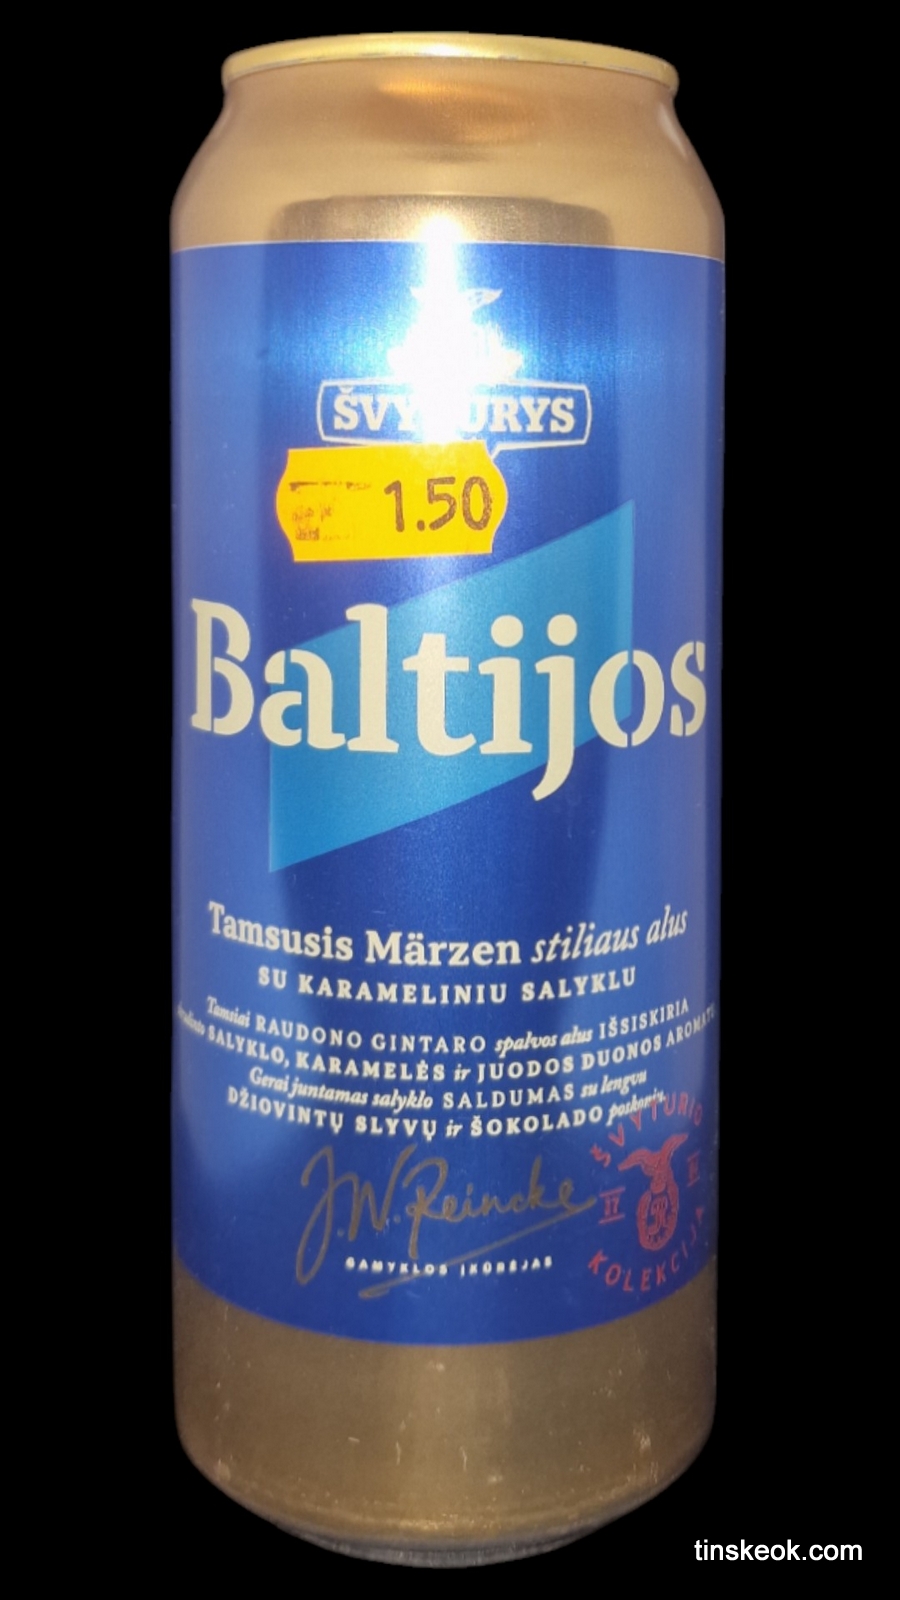 ŠVYTURYS
1.50
Baltijos
Tamsusis Märzen stiliaus alus
SU KARAMELINIU SALYKLU
Tamsiai RAUDONO GINTARO spalvos alus IŠSISKIRIA
SALYKLO, KARAMELĖS ir JUODOS DUONOS AROMATU
Gerai juntamas salyklo SALDUMAS su lengvu
DŽIOVINTŲ SLYVŲ ir ŠOKOLADO poskoniu.
J.W. Reincke
GAMYKLOS ĮKŪRĖJAS
ŠVYTURIO
KOLEKCIJA
tinskeok.com